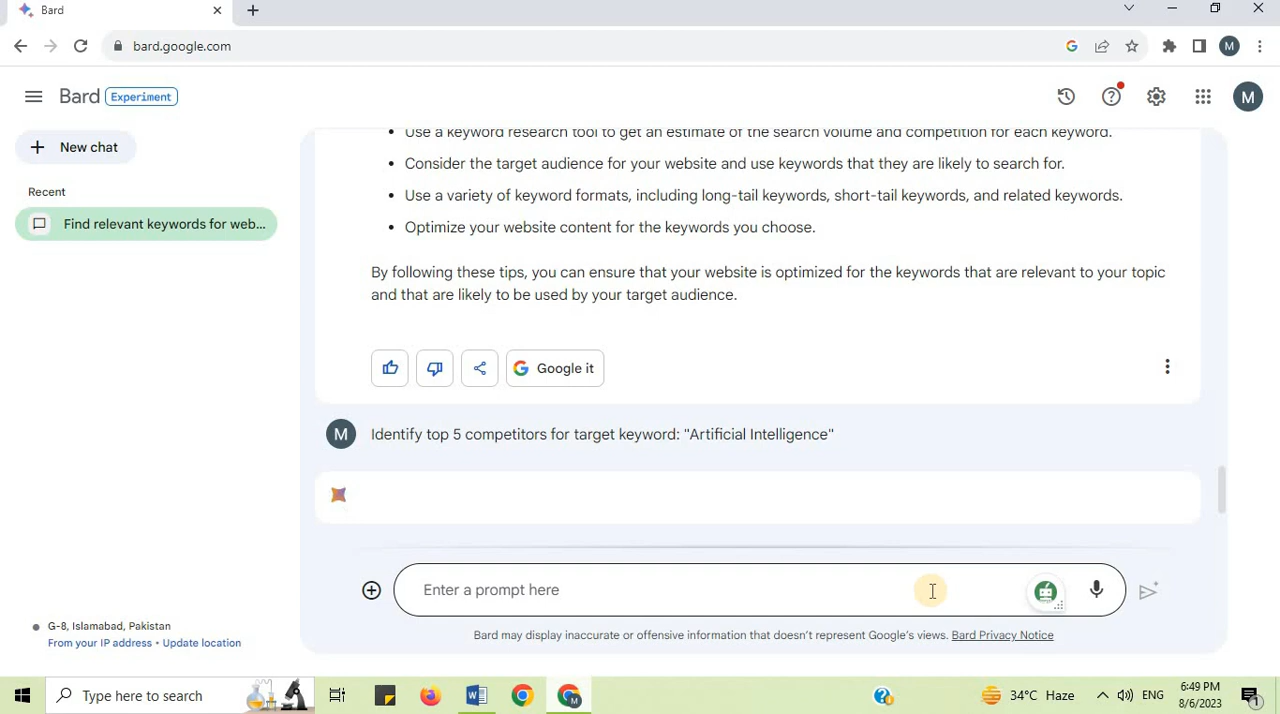 Bard
bard.google.com
M
Bard Experiment
M
New chat
Recent
Find relevant keywords for web...
Use a keyword research tool to get an estimate of the search volume and competition for each keyword.
Consider the target audience for your website and use keywords that they are likely to search for.
Use a variety of keyword formats, including long-tail keywords, short-tail keywords, and related keywords.
Optimize your website content for the keywords you choose.
By following these tips, you can ensure that your website is optimized for the keywords that are relevant to your topic
and that are likely to be used by your target audience.
Google it
M Identify top 5 competitors for target keyword: "Artificial Intelligence"
Enter a prompt here
Bard may display inaccurate or offensive information that doesn't represent Google's views. Bard Privacy Notice
G-8, Islamabad, Pakistan
From your IP address • Update location
Type here to search
34°C Haze
ENG
6:49 PM
8/6/2023
1